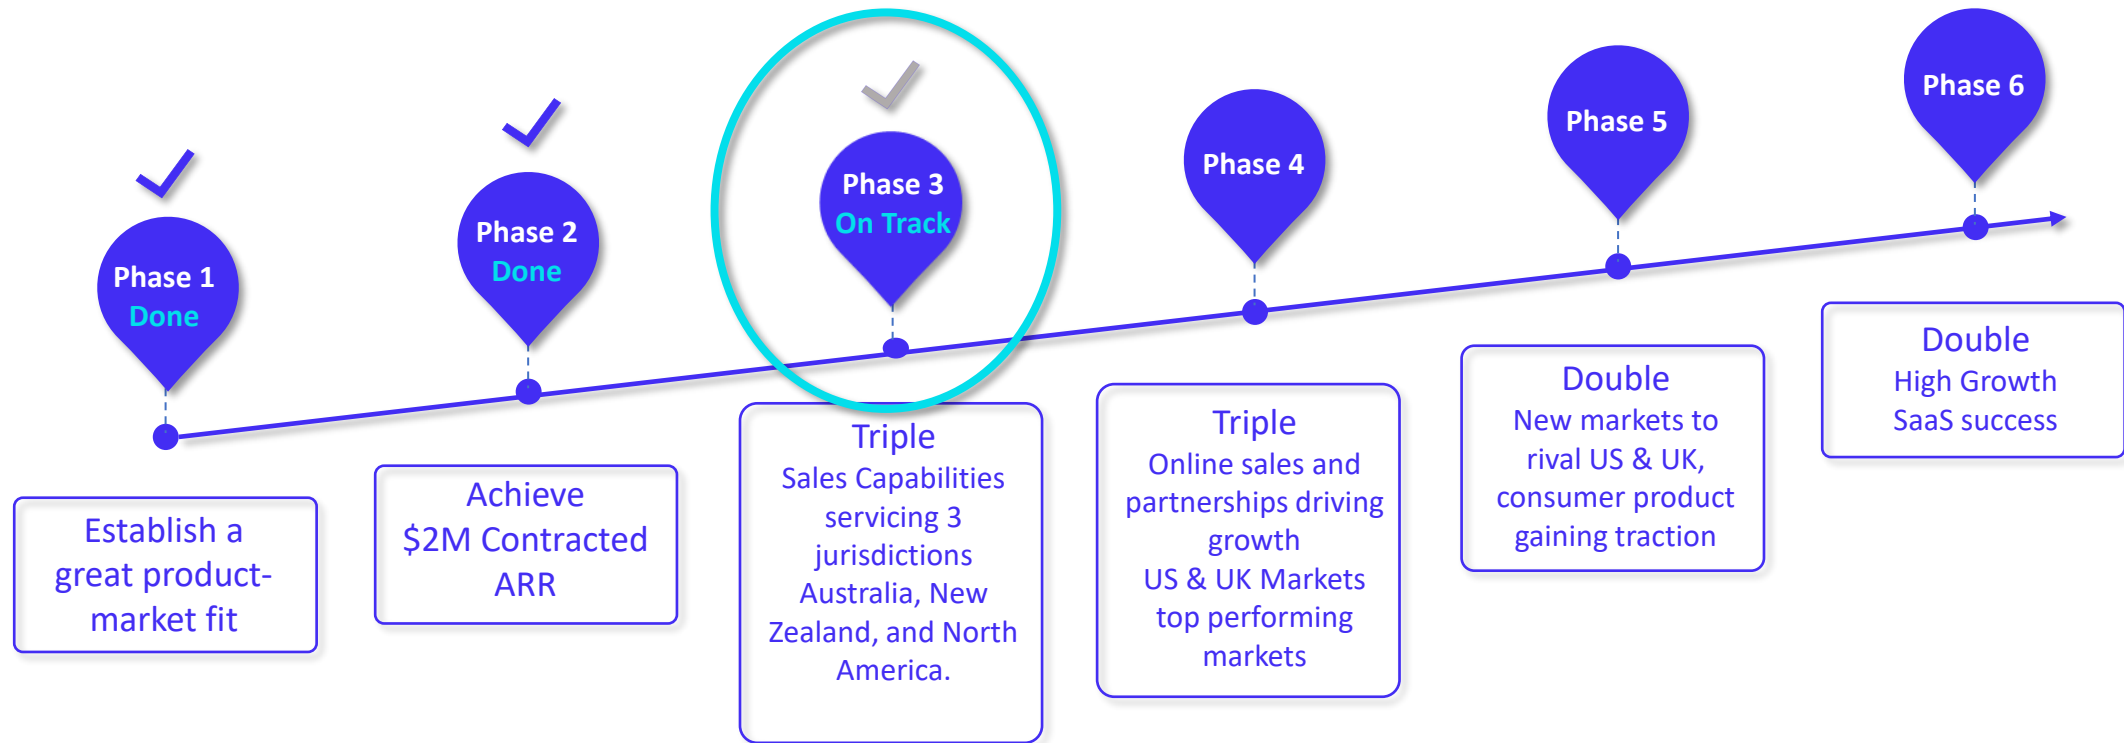 Phase 1
Done
Establish a
great product-
market fit
Phase 2
Done
Achieve
$2M Contracted
ARR
Phase 3
On Track
Triple
Sales Capabilities
servicing 3
jurisdictions
Australia, New
Zealand, and North
America.
Phase 4
Triple
Online sales and
partnerships driving
growth
US & UK Markets
top performing
markets
Phase 5
Double
New markets to
rival US & UK,
consumer product
gaining traction
Phase 6
Double
High Growth
SaaS success